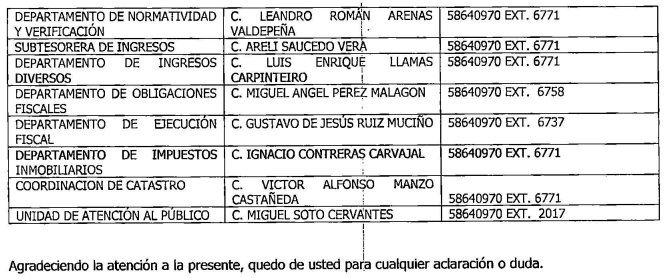 DEPARTAMENTO DE NORMATIVIDAD Y VERIFICACIÓN C. LEANDRO ROMÁN ARENAS VALDEPEÑA 58640970 EXT. 6771
SUBTESORERA DE INGRESOS C. ARELI SAUCEDO VERA 58640970 EXT. 6771
DEPARTAMENTO DE INGRESOS DIVERSOS C. LUIS ENRIQUE LLAMAS CARPINTEIRO 58640970 EXT. 6771
DEPARTAMENTO DE OBLIGACIONES FISCALES C. MIGUEL ANGEL PEREZ MALAGON 58640970 EXT. 6758
DEPARTAMENTO DE EJECUCIÓN FISCAL C. GUSTAVO DE JESÚS RUIZ MUCIÑO 58640970 EXT. 6737
DEPARTAMENTO DE IMPUESTOS INMOBILIARIOS C. IGNACIO CONTRERAS CARVAJAL 58640970 EXT. 6771
COORDINACION DE CATASTRO C. VICTOR ALFONSO MANZO CASTAÑEDA 58640970 EXT. 6771
UNIDAD DE ATENCIÓN AL PÚBLICO C. MIGUEL SOTO CERVANTES 58640970 EXT. 2017
Agradeciendo la atención a la presente, quedo de usted para cualquier aclaración o duda.